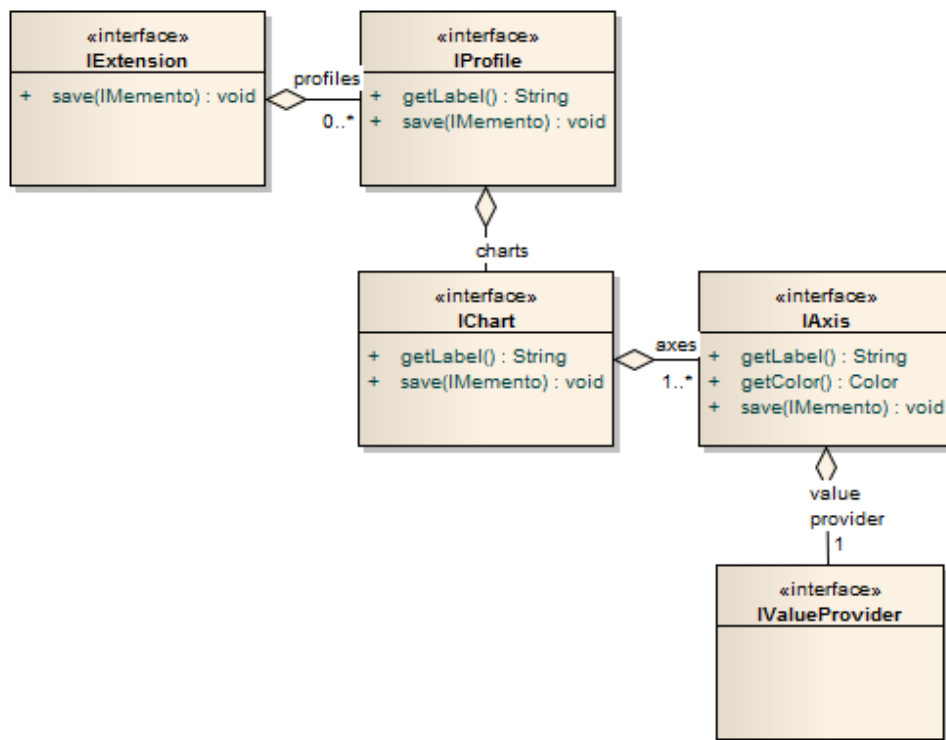 «interface»
IExtension
+ save(IMemento) : void
profiles
0..*
«interface»
IProfile
+ getLabel() : String
+ save(IMemento) : void
charts
«interface»
IChart
+ getLabel() : String
+ save(IMemento) : void
axes
1..*
«interface»
IAxis
+ getLabel() : String
+ getColor() : Color
+ save(IMemento) : void
value
provider
1
«interface»
IValueProvider